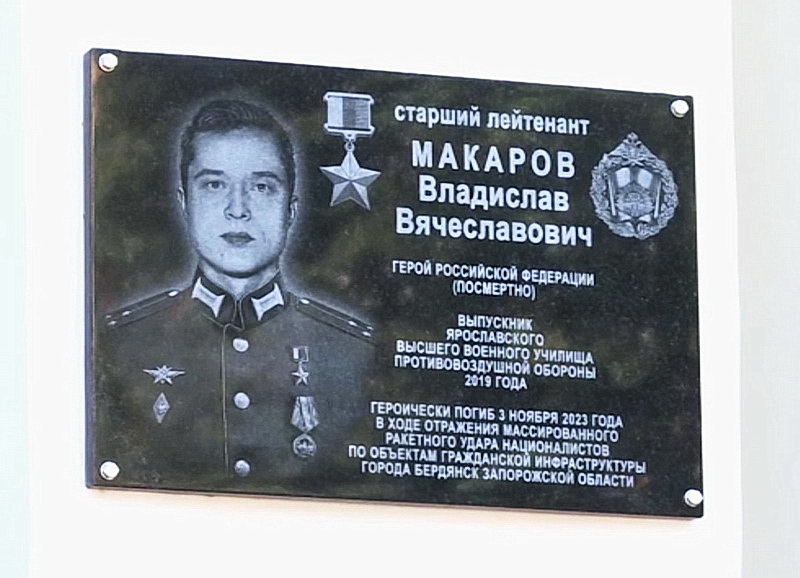 старший лейтенант
МАКАРОВ
Владислав
Вячеславович
ГЕРОЙ РОССИЙСКОЙ ФЕДЕРАЦИИ
(ПОСМЕРТНО)
ВЫПУСКНИК
ЯРОСЛАВСКОГО
ВЫСШЕГО ВОЕННОГО УЧИЛИЩА
ПРОТИВОВОЗДУШНОЙ ОБОРОНЫ
2019 ГОДА
ГЕРОИЧЕСКИ ПОГИБ 3 НОЯБРЯ 2023 ГОДА
В ХОДЕ ОТРАЖЕНИЯ МАССИРОВАННОГО
РАКЕТНОГО УДАРА НАЦИОНАЛИСТОВ
ПО ОБЪЕКТАМ ГРАЖДАНСКОЙ ИНФРАСТРУКТУРЫ
ГОРОДА БЕРДЯНСК ЗАПОРОЖСКОЙ ОБЛАСТИ